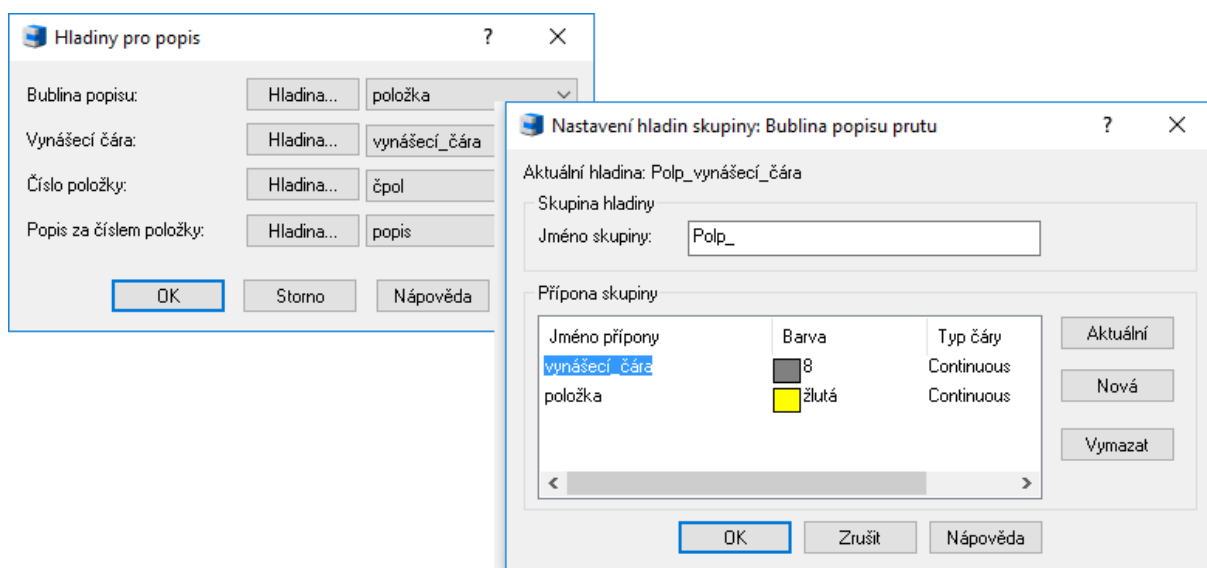 Hladiny pro popis ?
Bublina popisu: Hladina... položka
Vynášecí čára: Hladina... vynášecí_čára
Číslo položky: Hladina... čpol
Popis za číslem položky: Hladina... popis
OK Storno Nápověda
Nastavení hladin skupiny: Bublina popisu prutu ?
Aktuální hladina: Polp_vynášecí_čára
Skupina hladiny
Jméno skupiny: Polp_
Přípona skupiny
Jméno přípony Barva Typ čáry
vynášecí_čára 8 Continuous
položka žlutá Continuous
Aktuální
Nová
Vymazat
OK Zrušit Nápověda